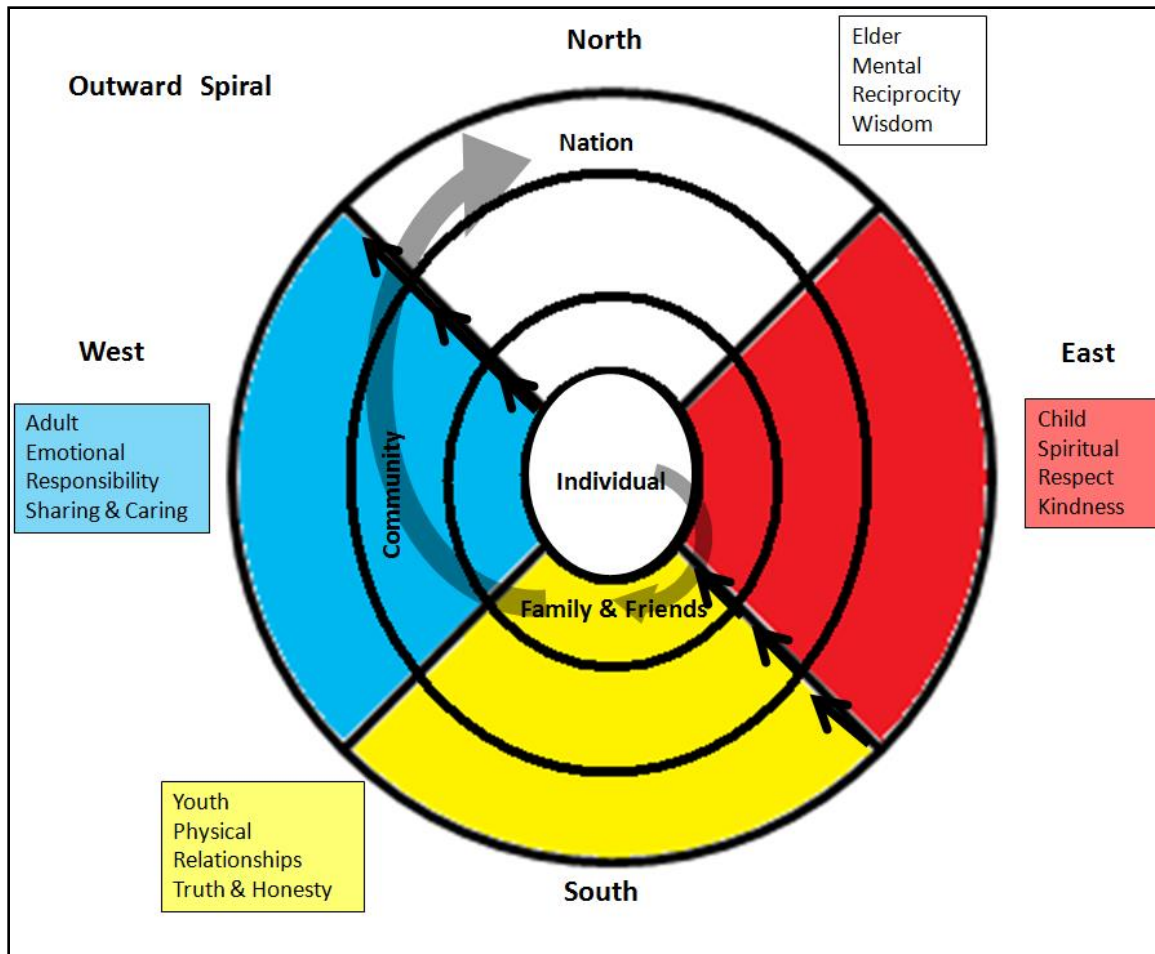 North
Elder
Mental
Reciprocity
Wisdom
Outward Spiral
Nation
West
East
Adult
Emotional
Responsibility
Sharing & Caring
Community
Individual
Child
Spiritual
Respect
Kindness
Family & Friends
Youth
Physical
Relationships
Truth & Honesty
South